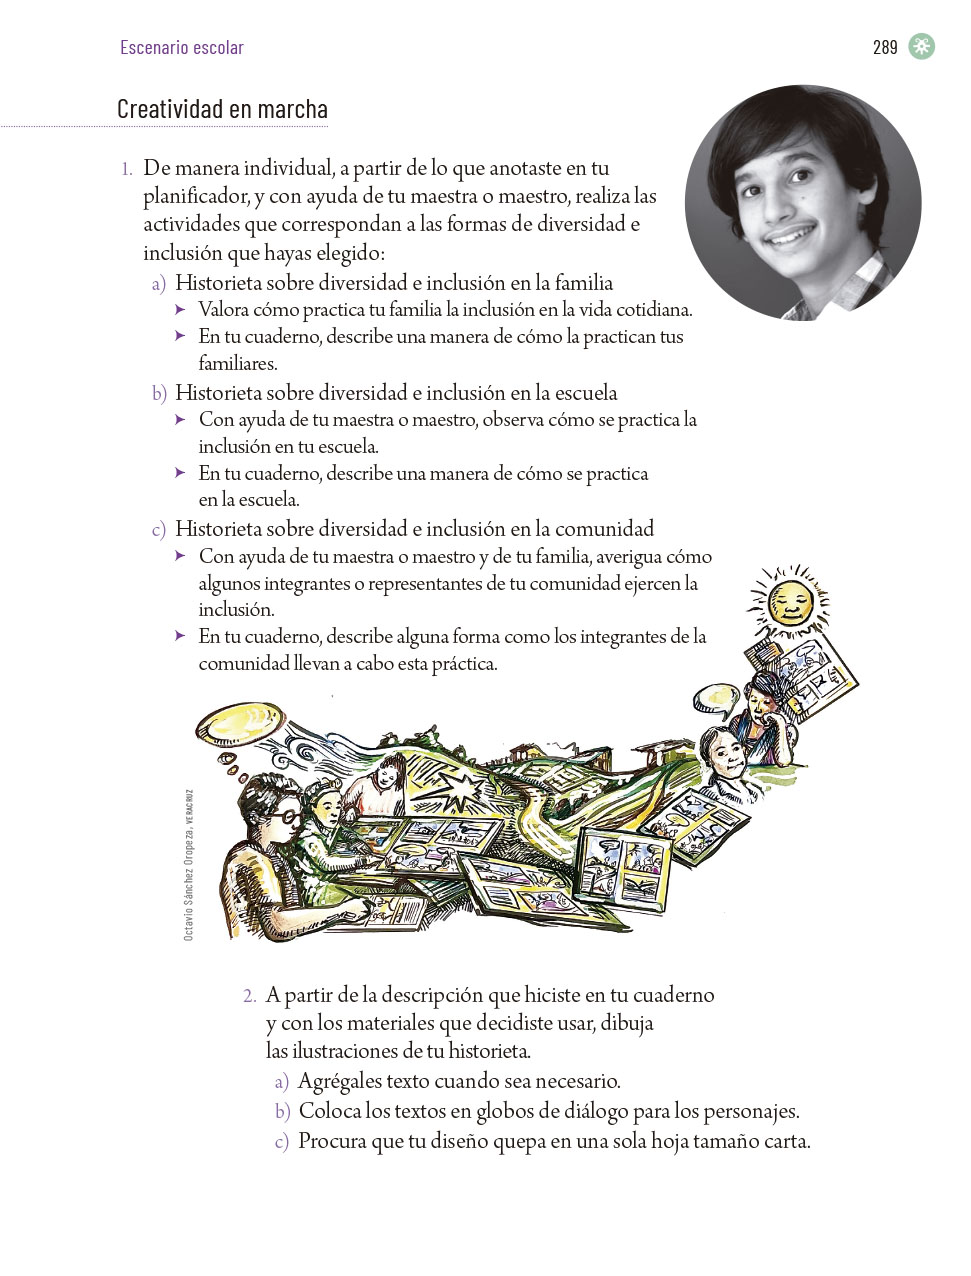 Escenario escolar
289
Creatividad en marcha
1. De manera individual, a partir de lo que anotaste en tu
planificador, y con ayuda de tu maestra o maestro, realiza las
actividades que correspondan a las formas de diversidad e
inclusión que hayas elegido:
a) Historieta sobre diversidad e inclusión en la familia
➤ Valora cómo practica tu familia la inclusión en la vida cotidiana.
➤ En tu cuaderno, describe una manera de cómo la practican tus
familiares.
b) Historieta sobre diversidad e inclusión en la escuela
➤ Con ayuda de tu maestra o maestro, observa cómo se practica la
inclusión en tu escuela.
➤ En tu cuaderno, describe una manera de cómo se practica
en la escuela.
c) Historieta sobre diversidad e inclusión en la comunidad
➤ Con ayuda de tu maestra o maestro y de tu familia, averigua cómo
algunos integrantes o representantes de tu comunidad ejercen la
inclusión.
➤ En tu cuaderno, describe alguna forma como los integrantes de la
comunidad llevan a cabo esta práctica.
Octavio Sánchez Oropeza, VERACRUZ
2. A partir de la descripción que hiciste en tu cuaderno
y con los materiales que decidiste usar, dibuja
las ilustraciones de tu historieta.
a) Agrégales texto cuando sea necesario.
b) Coloca los textos en globos de diálogo para los personajes.
c) Procura que tu diseño quepa en una sola hoja tamaño carta.